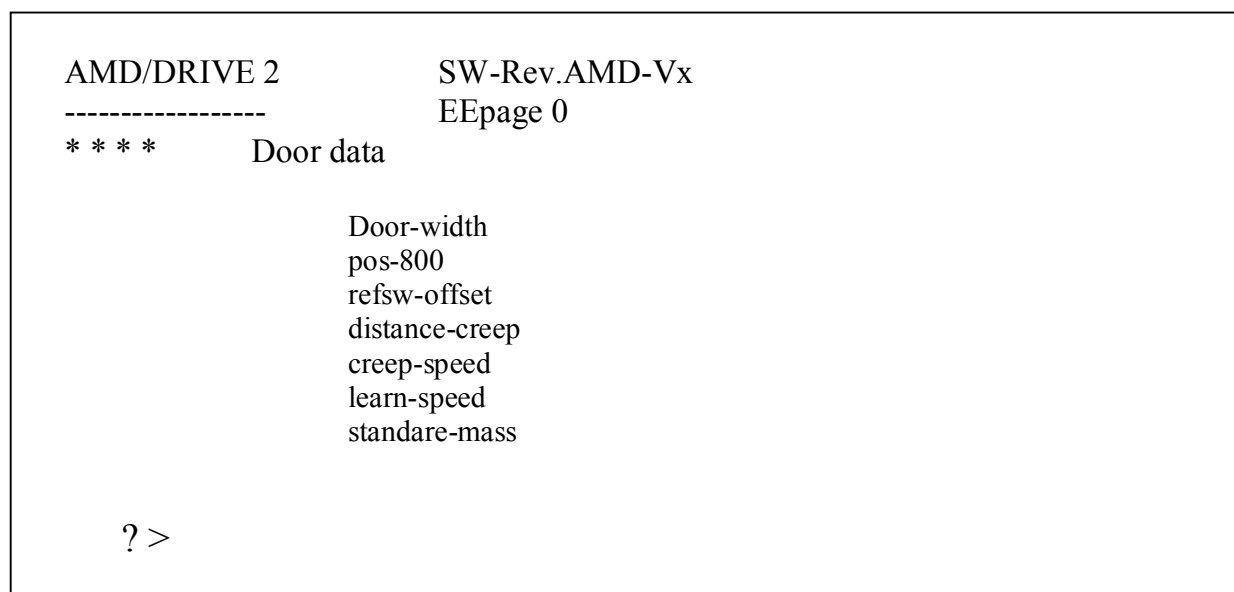 AMD/DRIVE 2 SW-Rev.AMD-Vx
------------------ EEpage 0
* * * * Door data
Door-width
pos-800
refsw-offset
distance-creep
creep-speed
learn-speed
standare-mass
? >